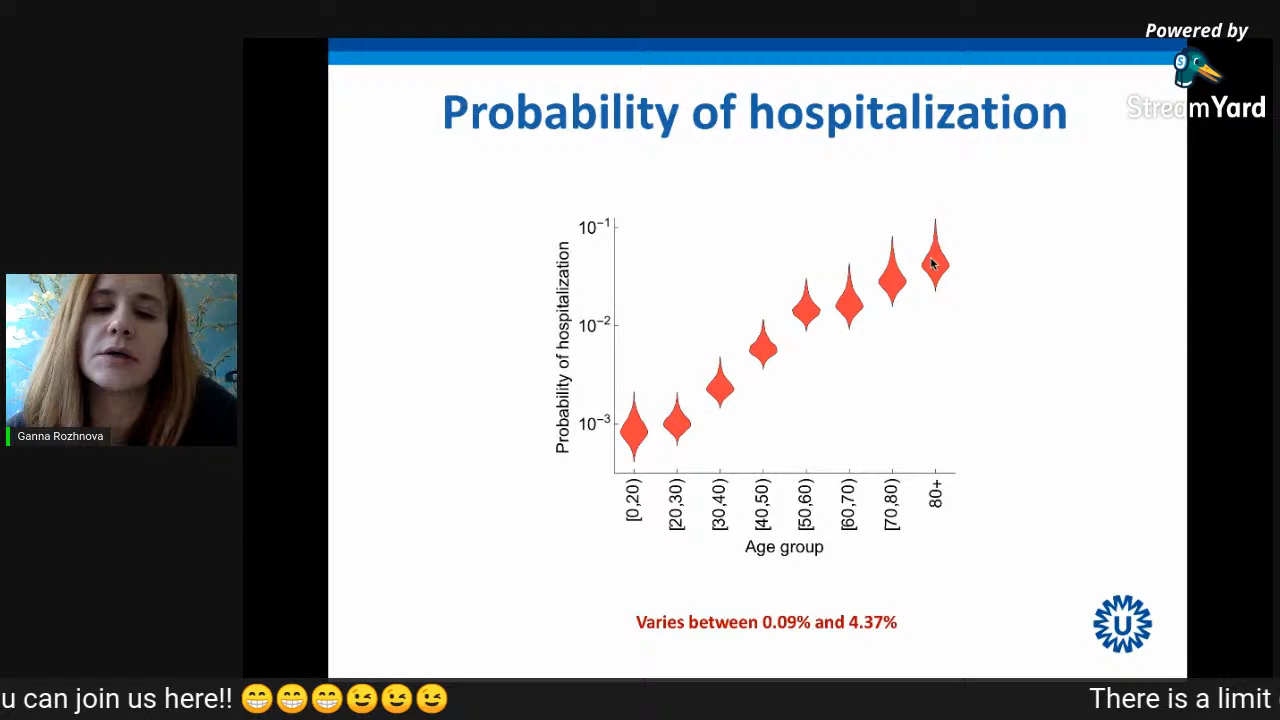 Powered by
StreamYard
Probability of hospitalization
Probability of hospitalization
10−1
10−2
10−3
[0,20)
[20,30)
[30,40)
[40,50)
[50,60)
[60,70)
[70,80)
80+
Age group
Varies between 0.09% and 4.37%
U
Ganna Rozhnova
u can join us here!! 😁😁😁😉😉😉
There is a limit